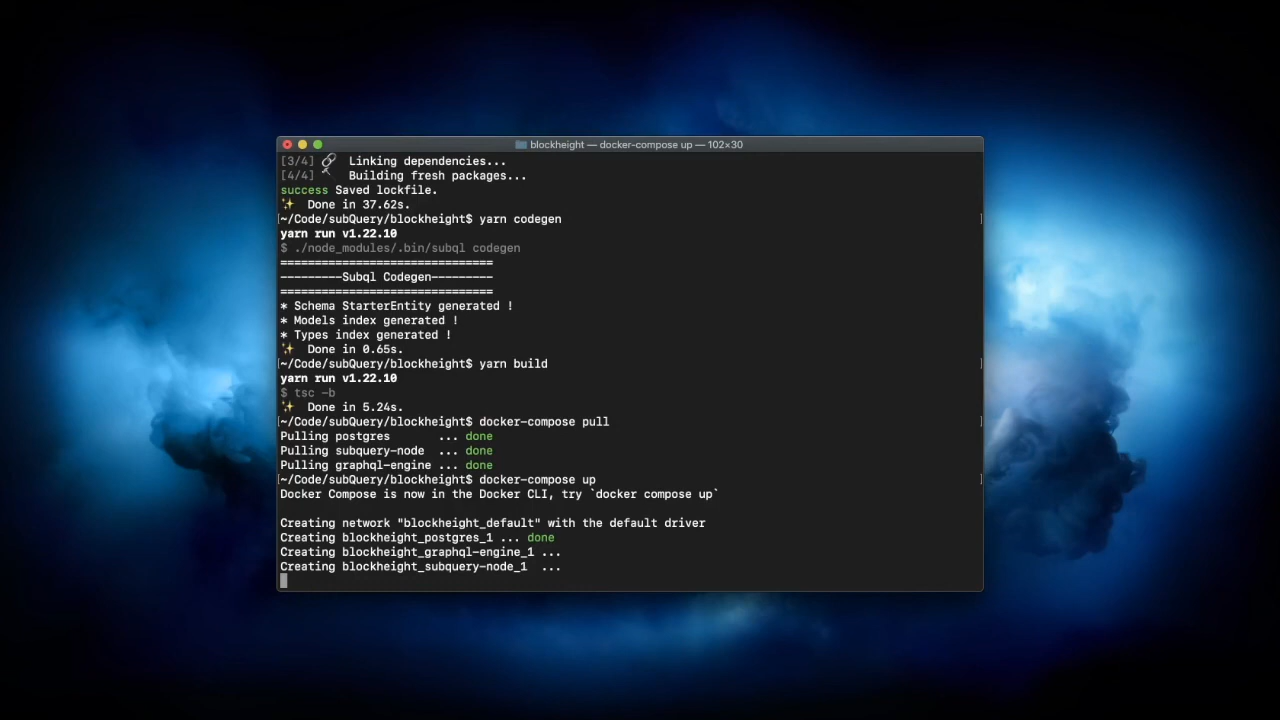 blockheight — docker-compose up — 102×30
[3/4] 🔗 Linking dependencies...
[4/4] 🔨 Building fresh packages...
success Saved lockfile.
✨ Done in 37.62s.
[~/Code/subQuery/blockheight$ yarn codegen ]
yarn run v1.22.10
$ ./node_modules/.bin/subql codegen
===============================
---------Subql Codegen---------
===============================
* Schema StarterEntity generated !
* Models index generated !
* Types index generated !
✨ Done in 0.65s.
[~/Code/subQuery/blockheight$ yarn build ]
yarn run v1.22.10
$ tsc -b
✨ Done in 5.24s.
[~/Code/subQuery/blockheight$ docker-compose pull ]
Pulling postgres       ... done
Pulling subquery-node  ... done
Pulling graphql-engine ... done
[~/Code/subQuery/blockheight$ docker-compose up ]
Docker Compose is now in the Docker CLI, try `docker compose up`
Creating network "blockheight_default" with the default driver
Creating blockheight_postgres_1 ... done
Creating blockheight_graphql-engine_1 ...
Creating blockheight_subquery-node_1  ...